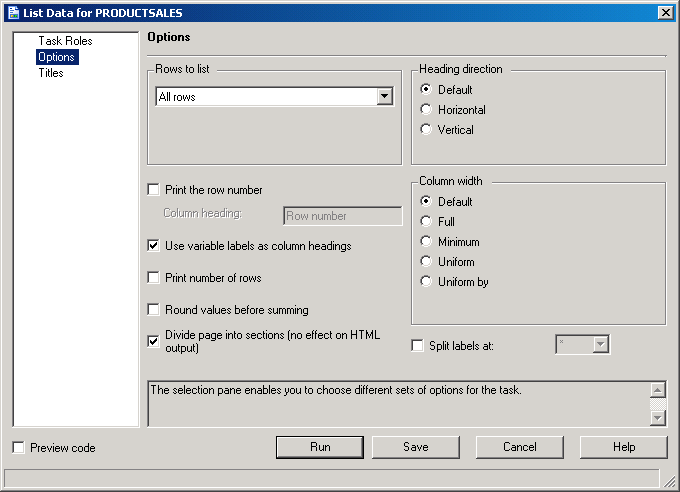 List Data for PRODUCTSALES
Task Roles
Options
Titles
Options
Rows to list
All rows
Heading direction
Default
Horizontal
Vertical
Print the row number
Column heading:
Row number
Use variable labels as column headings
Print number of rows
Round values before summing
Divide page into sections (no effect on HTML
output)
Column width
Default
Full
Minimum
Uniform
Uniform by
Split labels at:
*
The selection pane enables you to choose different sets of options for the task.
Preview code
Run
Save
Cancel
Help